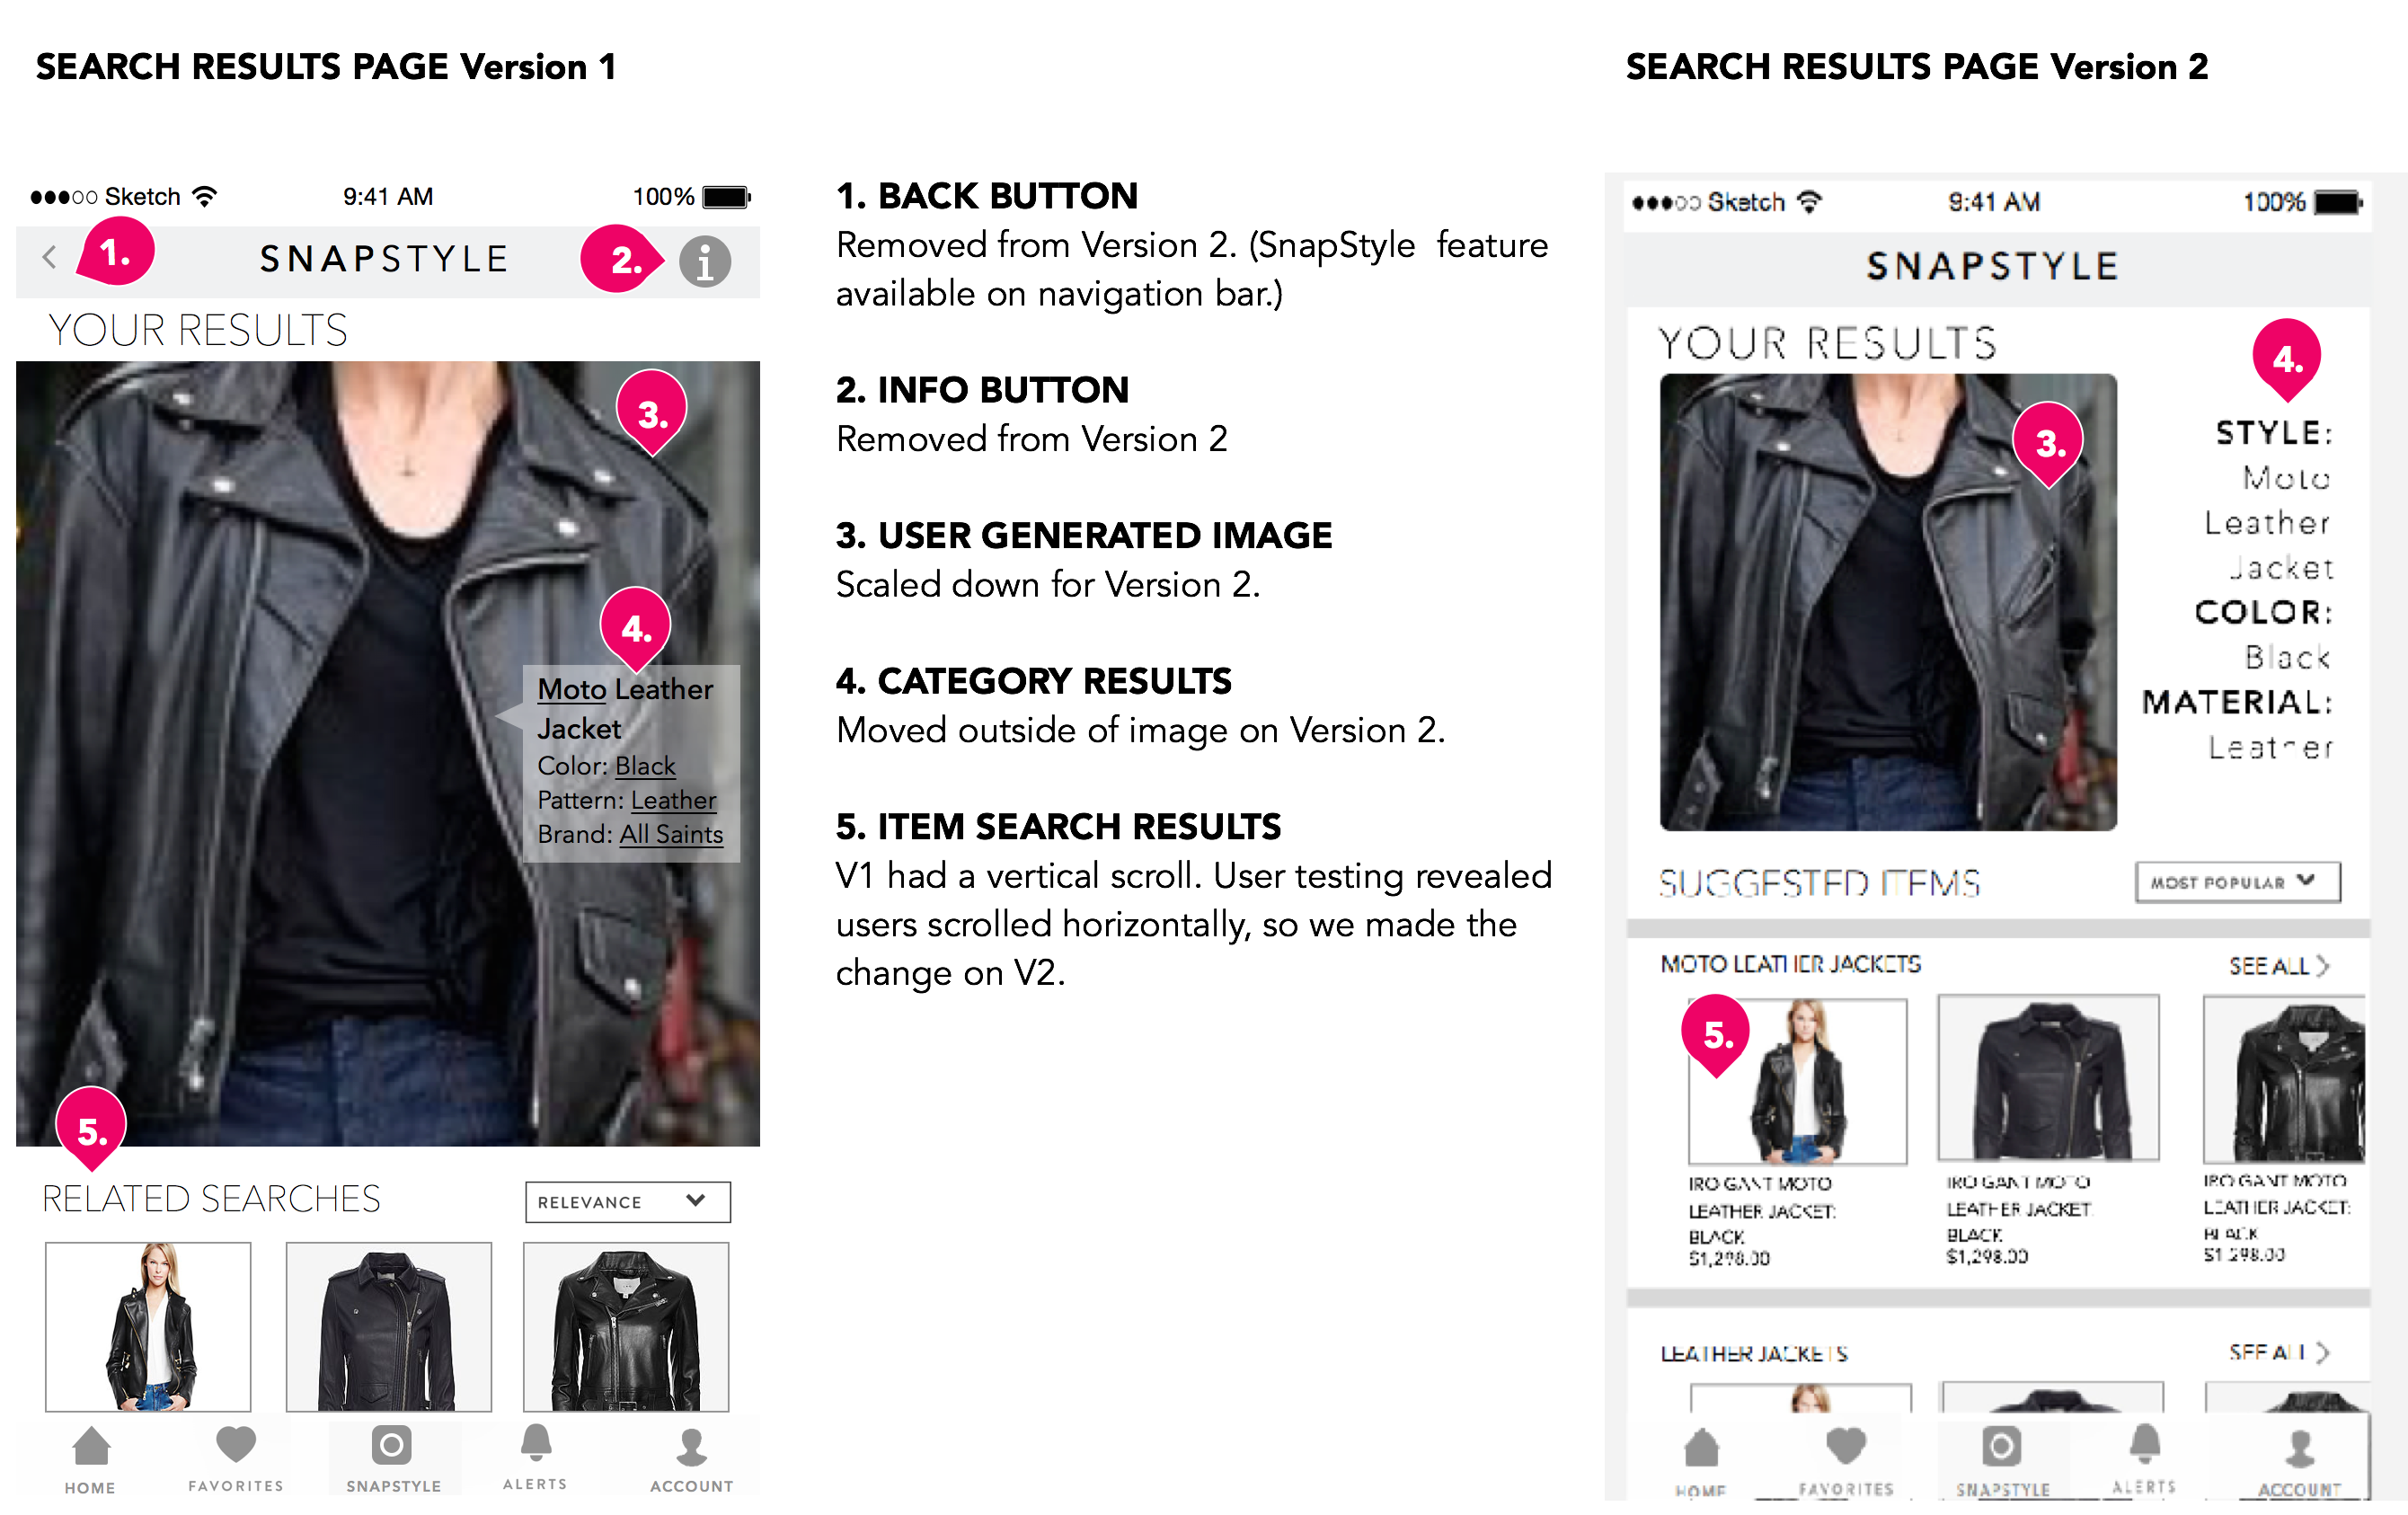 SEARCH RESULTS PAGE Version 1
Sketch 9:41 AM 100%
1. SNAPSTYLE 2. i
YOUR RESULTS
3.
4.
Moto Leather
Jacket
Color: Black
Pattern: Leather
Brand: All Saints
5.
RELATED SEARCHES RELEVANCE
HOME FAVORITES SNAPSTYLE ALERTS ACCOUNT
1. BACK BUTTON
Removed from Version 2. (SnapStyle feature
available on navigation bar.)
2. INFO BUTTON
Removed from Version 2
3. USER GENERATED IMAGE
Scaled down for Version 2.
4. CATEGORY RESULTS
Moved outside of image on Version 2.
5. ITEM SEARCH RESULTS
V1 had a vertical scroll. User testing revealed
users scrolled horizontally, so we made the
change on V2.
SEARCH RESULTS PAGE Version 2
Sketch 9:41 AM 100%
SNAPSTYLE
YOUR RESULTS
4.
3.
STYLE:
Moto
Leather
Jacket
COLOR:
Black
MATERIAL:
Leather
SUGGESTED ITEMS MOST POPULAR
MOTO LEATHER JACKETS SEE ALL
5.
IRO GANT MOTO
LEATHER JACKET:
BLACK
$1,298.00
IRO GANT MOTO
LEATHER JACKET
BLACK
$1,298.00
IRO GANT MOTO
LEATHER JACKET:
BLACK
$1,298.00
LEATHER JACKETS SEE ALL
HOME FAVORITES SNAPSTYLE ALERTS ACCOUNT